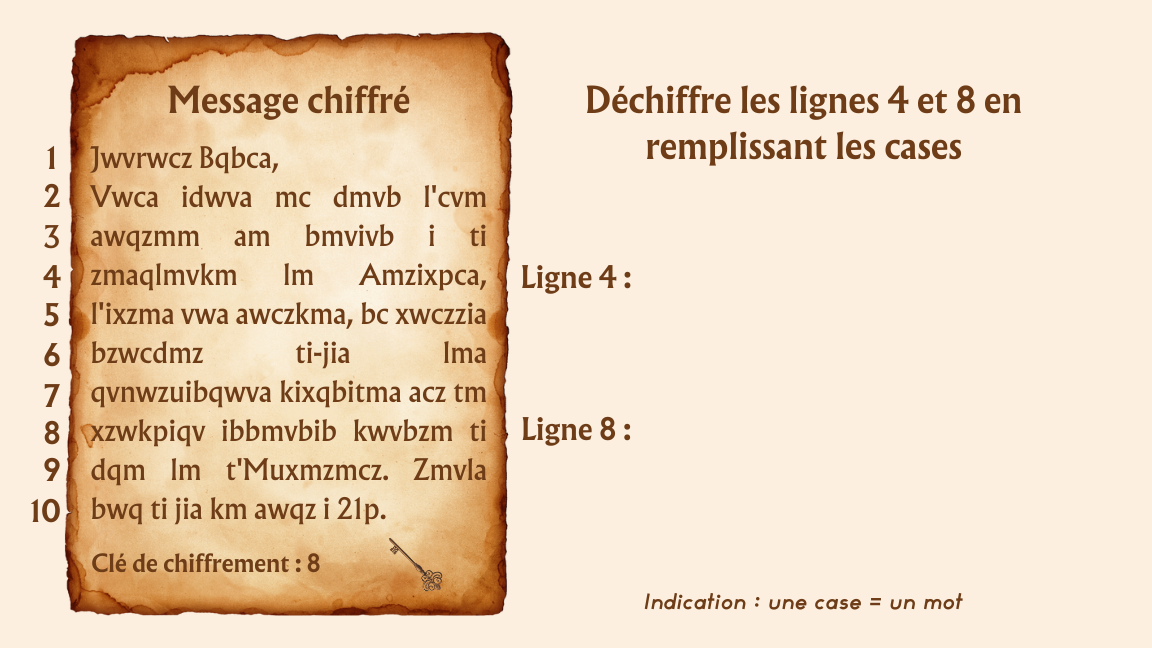 Message chiffré
1 Jwvrwcz Bqbca,
2 Vwca idwva mc dmvb l'cvm
3 awqzmm am bmvivb i ti
4 zmaqlmvkm lm Amzixpca,
5 l'ixzma vwa awczkma, bc xwczzia
6 bzwcdmz ti-jia lma
7 qvnwzuibqwva kixqbitma acz tm
8 xzwkpiqv ibbmvbib kwvbzm ti
9 dqm lm t'Muxmzmcz. Zmvla
10 bwq ti jia km awqz i 21p.
Clé de chiffrement : 8
Déchiffre les lignes 4 et 8 en
remplissant les cases
Ligne 4 :
Ligne 8 :
Indication : une case = un mot